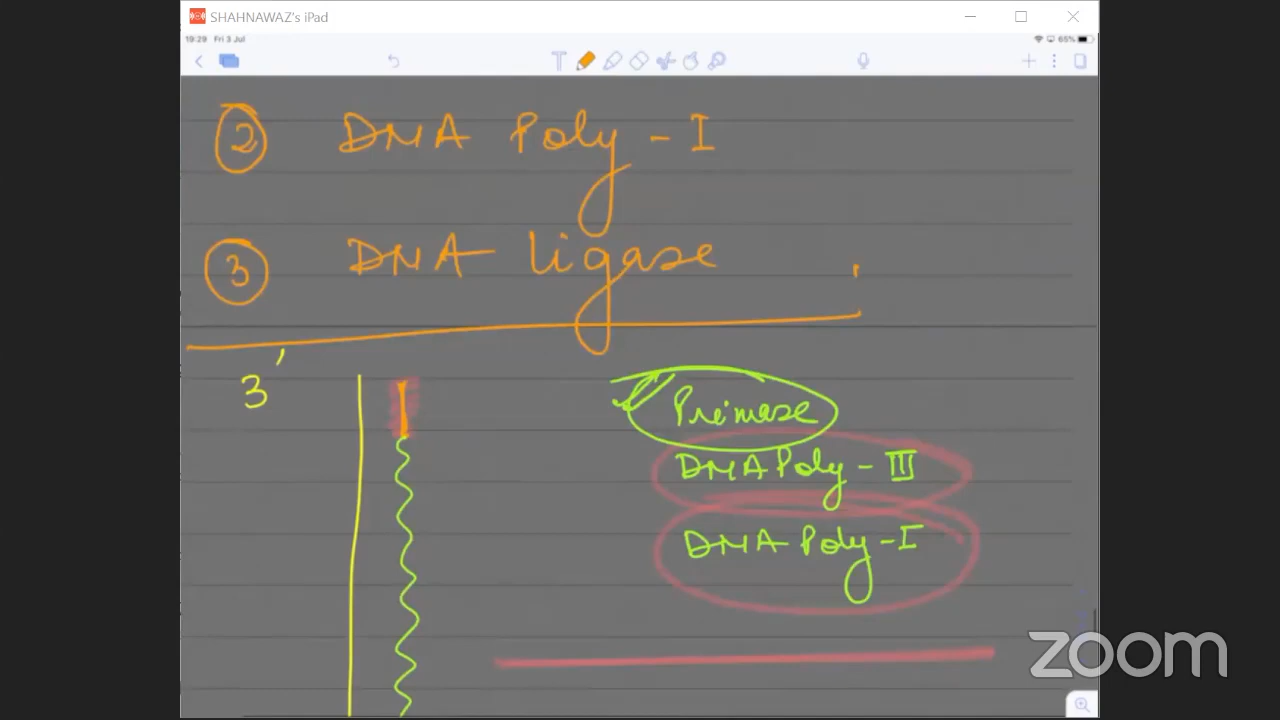 SHAHNAWAZ's iPad
19:29 Fri 3 Jul
65%
② DNA Poly - I
③ DNA ligase
3'
Primase
DNA Poly - III
DNA Poly - I
zoom